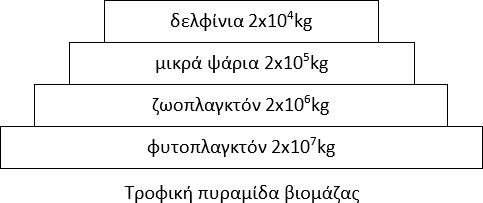 δελφίνια 2x10⁴kg
μικρά ψάρια 2x10⁵kg
ζωοπλαγκτόν 2x10⁶kg
φυτοπλαγκτόν 2x10⁷kg
Τροφική πυραμίδα βιομάζας